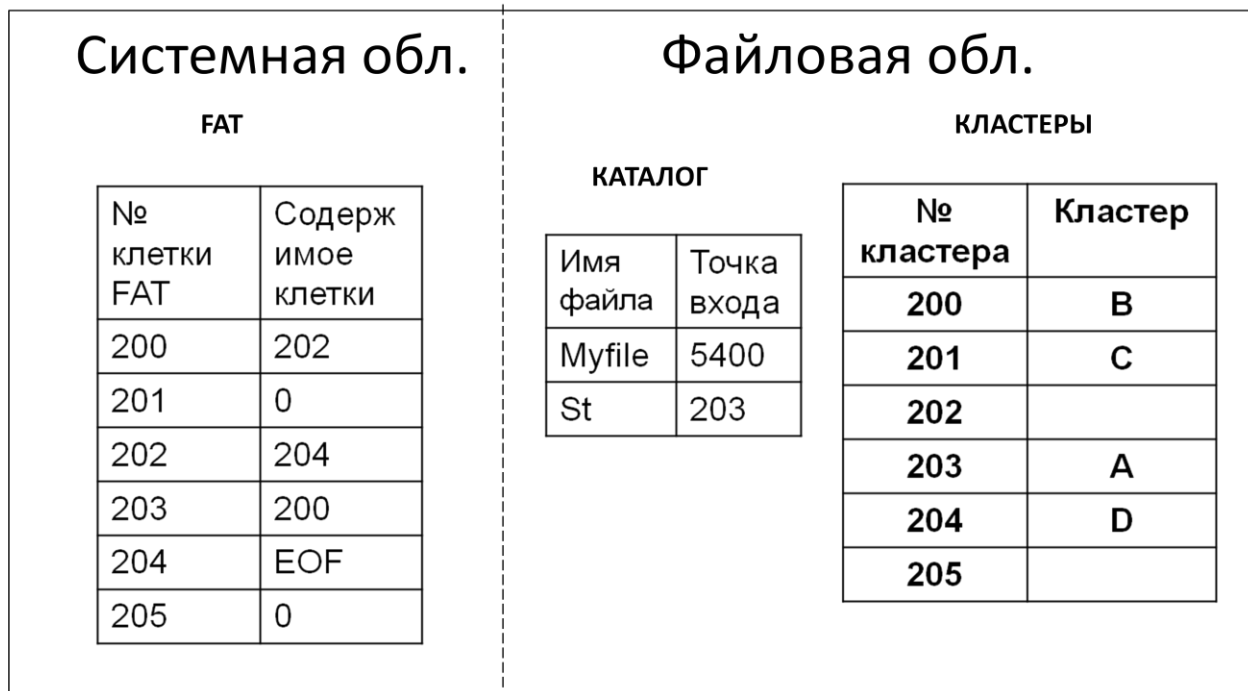 Системная обл.
Файловая обл.
FAT
№
клетки
FAT
Содерж
имое
клетки
200 202
201 0
202 204
203 200
204 EOF
205 0
КАТАЛОГ
Имя
файла
Точка
входа
Myfile 5400
St 203
КЛАСТЕРЫ
№
кластера
Кластер
200 B
201 C
202
203 A
204 D
205